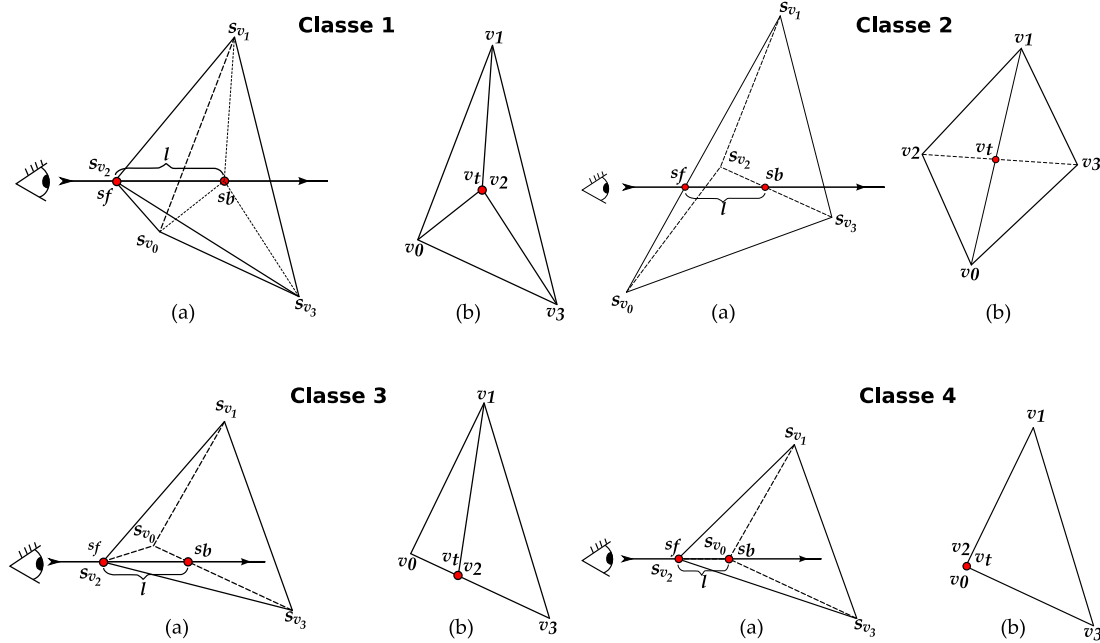 Classe 1
s_{v_1}
s_{v_2}
l
sf
sb
s_{v_0}
s_{v_3}
(a)
v1
vt v2
v0
v3
(b)
Classe 2
s_{v_1}
s_{v_2}
sf
sb
l
s_{v_3}
s_{v_0}
(a)
v1
v2
vt
v3
v0
(b)
Classe 3
s_{v_1}
s_{v_0}
sf
sb
s_{v_2}
l
s_{v_3}
(a)
v1
v0
vt v2
v3
(b)
Classe 4
s_{v_1}
sf
s_{v_0} sb
s_{v_2}
l
s_{v_3}
(a)
v1
v2
vt
v0
v3
(b)